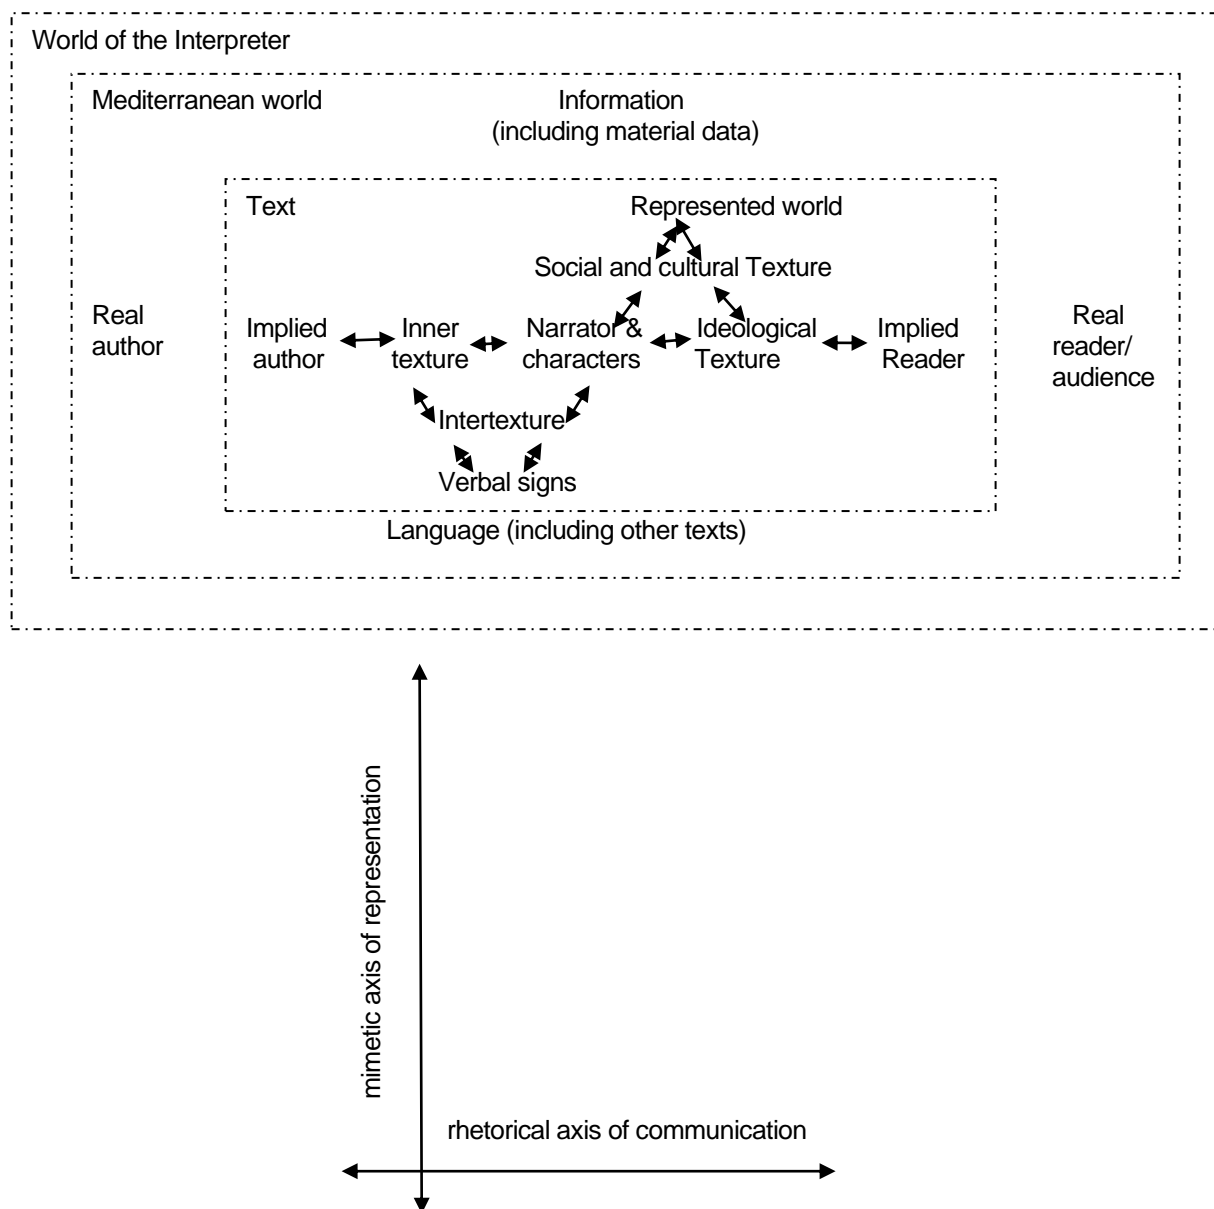 World of the Interpreter
Mediterranean world
Information
(including material data)
Text
Represented world
Social and cultural Texture
Real
author
Implied
author
Inner
texture
Narrator &
characters
Ideological
Texture
Implied
Reader
Real
reader/
audience
Intertexture
Verbal signs
Language (including other texts)
mimetic axis of representation
rhetorical axis of communication